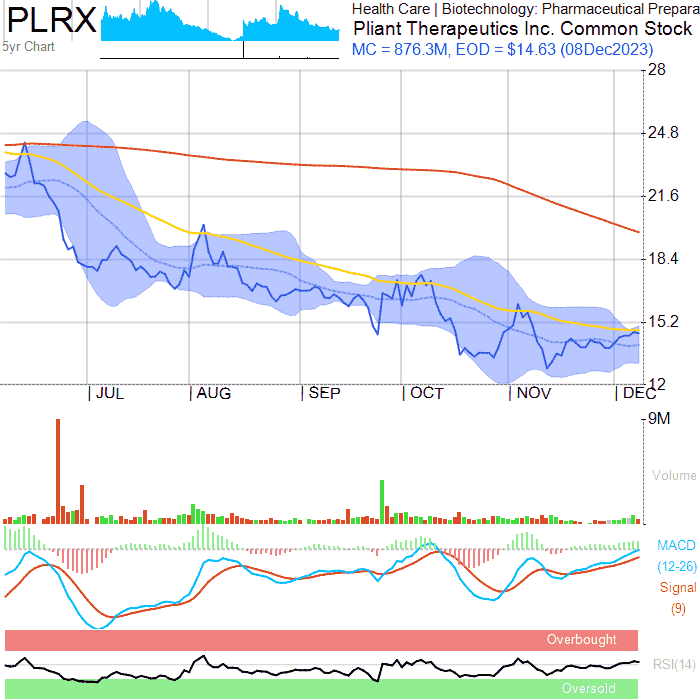 PLRX
Health Care | Biotechnology: Pharmaceutical Prepara
Pliant Therapeutics Inc. Common Stock
5yr Chart
MC = 876.3M, EOD = $14.63 (08Dec2023)
28
24.8
21.6
18.4
15.2
12
JUL AUG SEP OCT NOV DEC
9M
Volume
MACD
(12-26)
Signal
(9)
Overbought
RSI(14)
Oversold